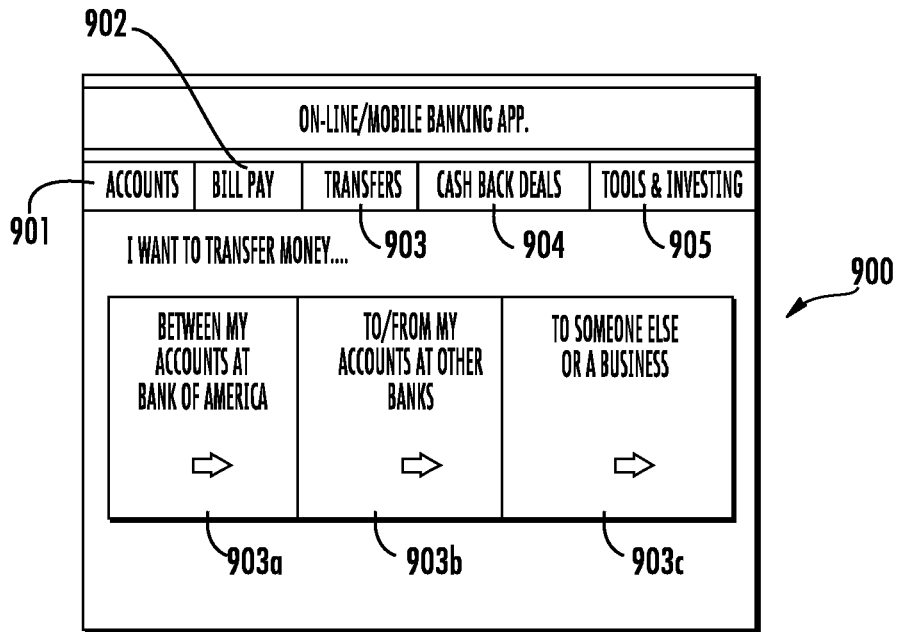 902
ON-LINE/MOBILE BANKING APP.
ACCOUNTS BILL PAY TRANSFERS CASH BACK DEALS TOOLS & INVESTING
901 903 904 905
I WANT TO TRANSFER MONEY....
900
BETWEEN MY
ACCOUNTS AT
BANK OF AMERICA
TO/FROM MY
ACCOUNTS AT OTHER
BANKS
TO SOMEONE ELSE
OR A BUSINESS
903a 903b 903c